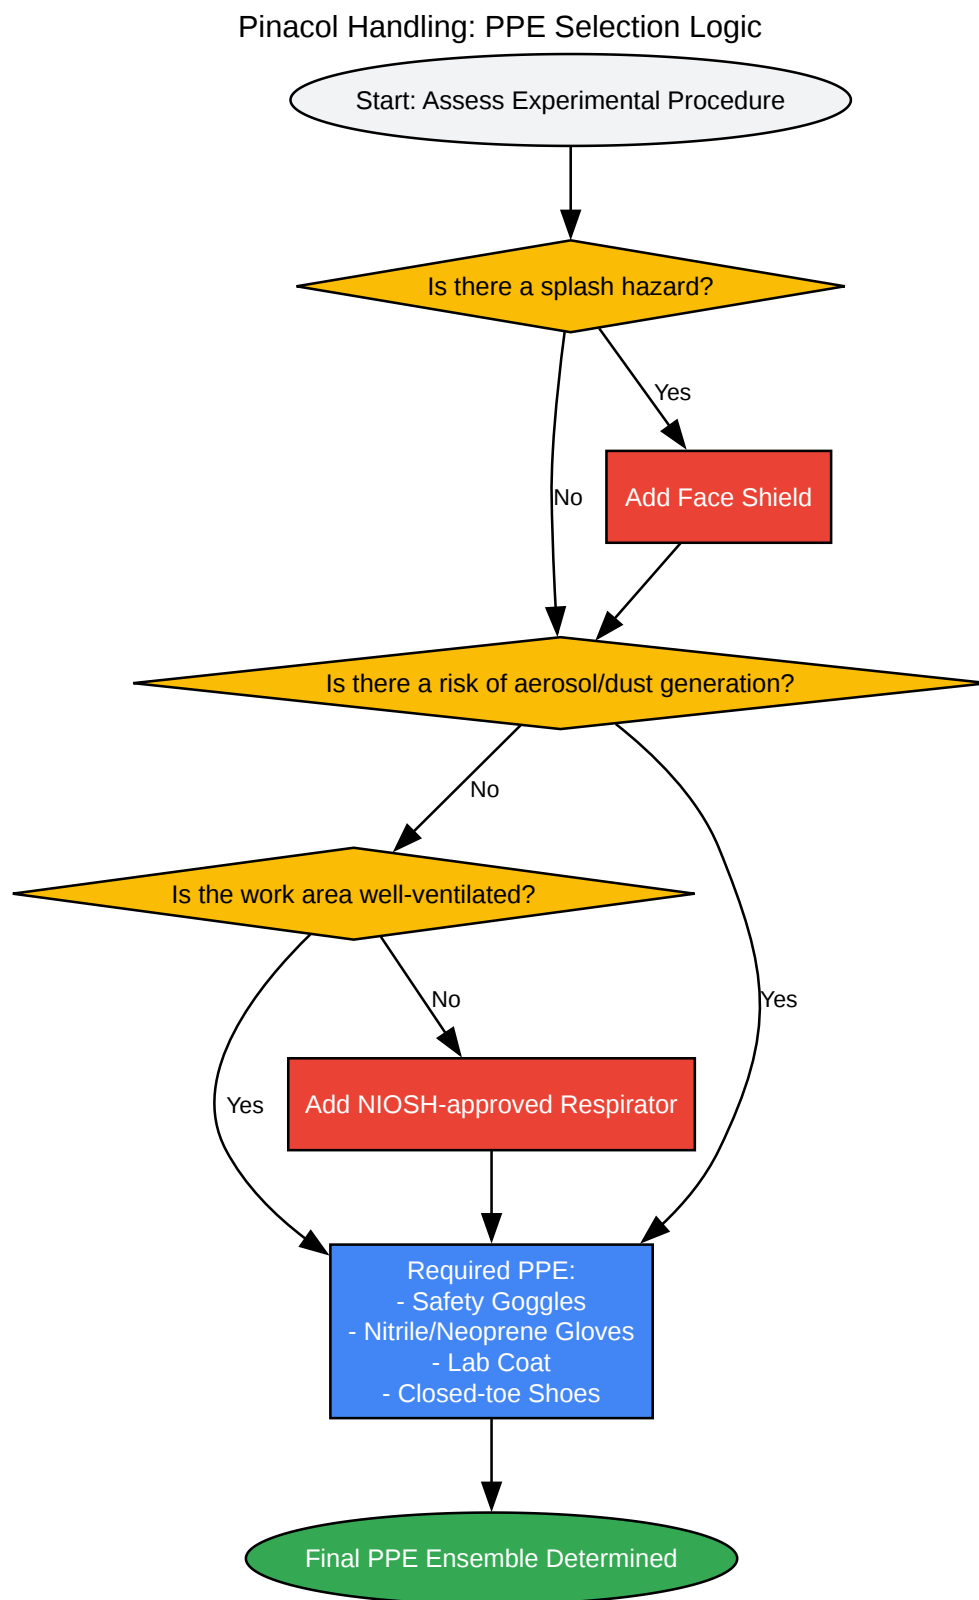 Pinacol Handling: PPE Selection Logic
Start: Assess Experimental Procedure
Is there a splash hazard?
Yes
No
Add Face Shield
Is there a risk of aerosol/dust generation?
No
Is the work area well-ventilated?
No
Yes
Yes
Add NIOSH-approved Respirator
Required PPE:
- Safety Goggles
- Nitrile/Neoprene Gloves
- Lab Coat
- Closed-toe Shoes
Final PPE Ensemble Determined